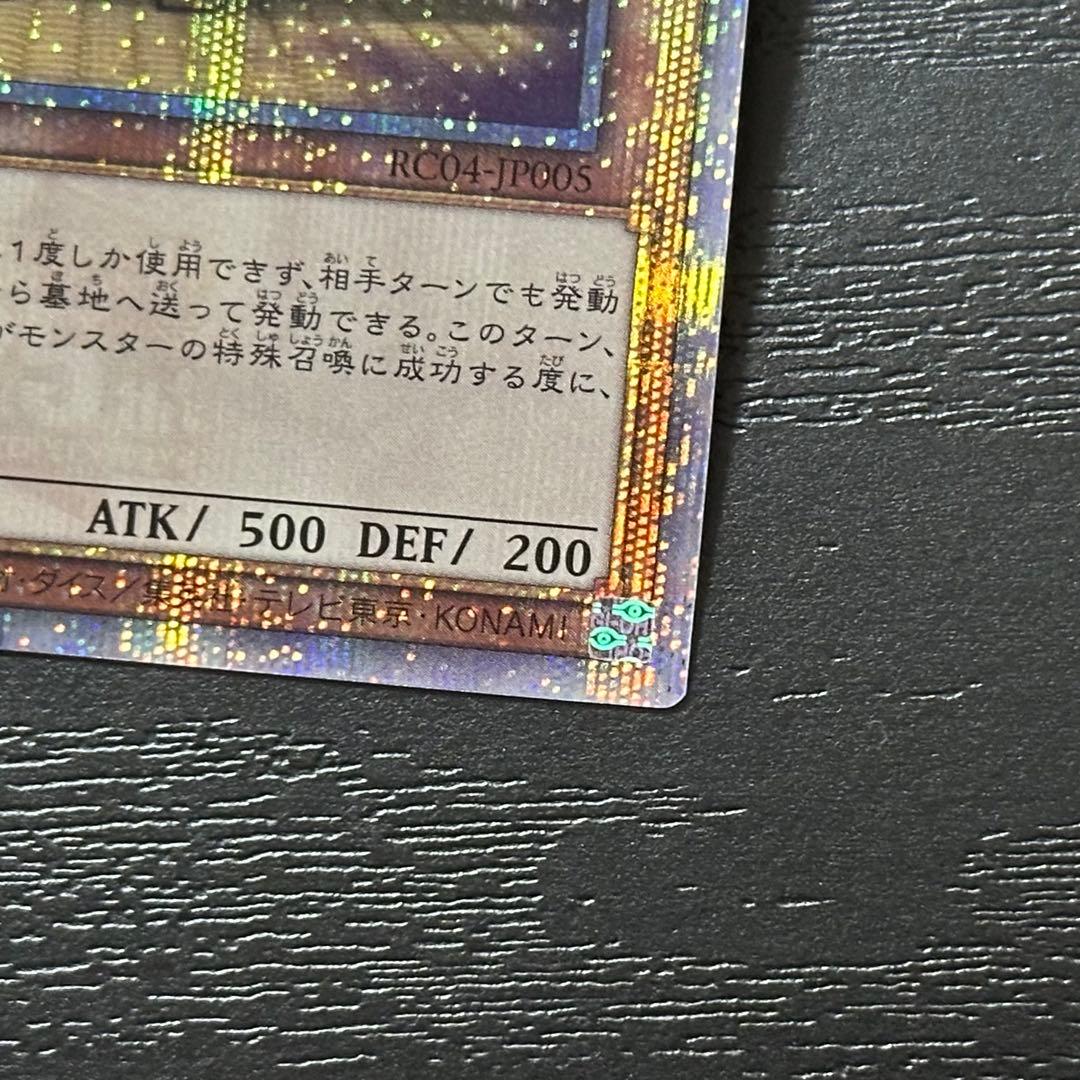 RC04-JP005
１度しか使用できず、相手ターンでも発動
ら墓地へ送って発動できる。このターン、
がモンスターの特殊召喚に成功する度に、
ATK/ 500 DEF/ 200
・ダイス／集英社・テレビ東京・KONAMI